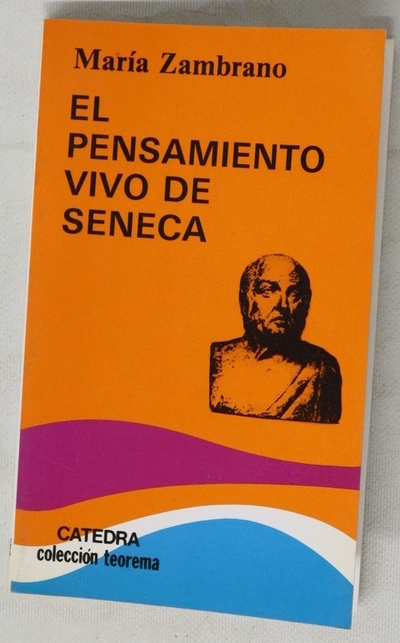 María Zambrano
EL
PENSAMIENTO
VIVO DE
SENECA
CATEDRA
colección teorema